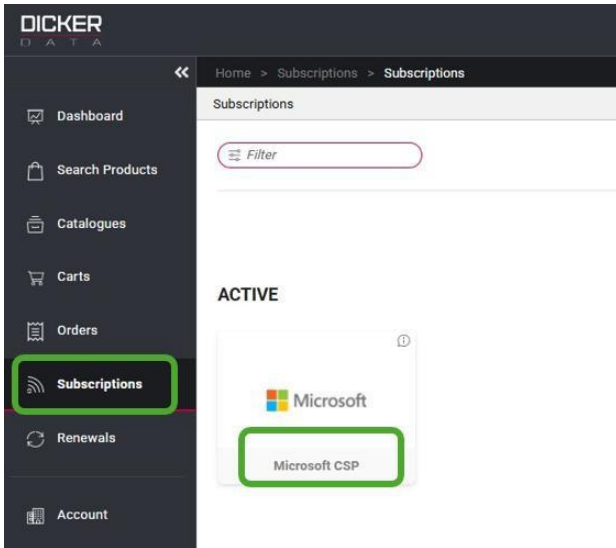 DICKER
DATA
Home > Subscriptions > Subscriptions
Subscriptions
Dashboard
Search Products
Catalogues
Carts
Orders
Subscriptions
Renewals
Account
Filter
ACTIVE
Microsoft
Microsoft CSP